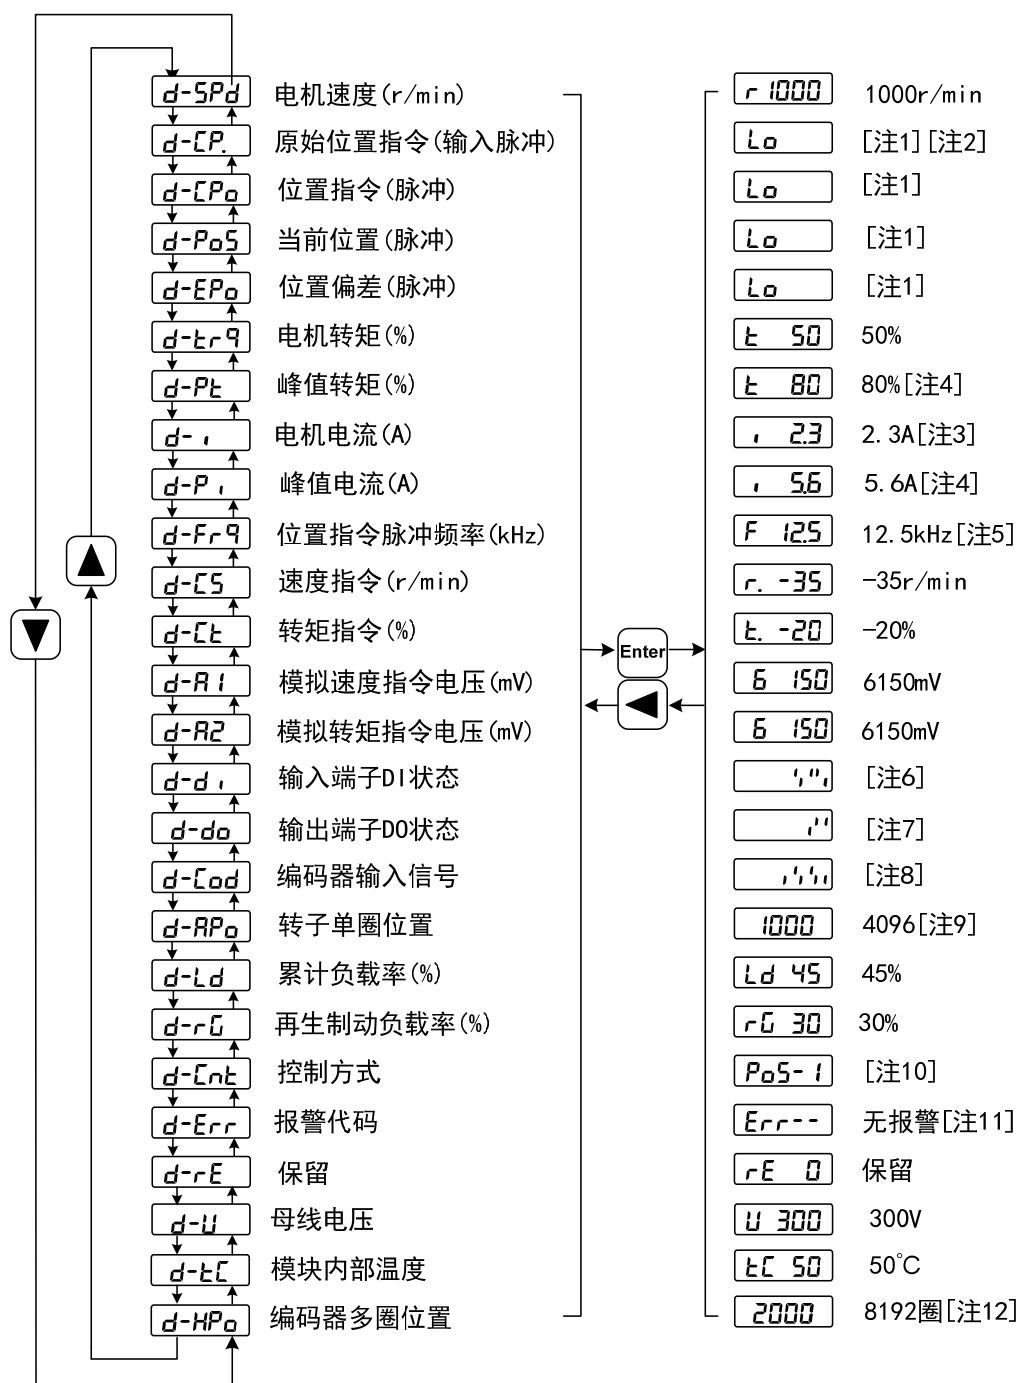 d-SPd 电机速度(r/min) r 1000 1000r/min
d-CP. 原始位置指令(输入脉冲) Lo [注1][注2]
d-CPo 位置指令(脉冲) Lo [注1]
d-PoS 当前位置(脉冲) Lo [注1]
d-EPo 位置偏差(脉冲) Lo [注1]
d-trq 电机转矩(%) t 50 50%
d-Pt 峰值转矩(%) t 80 80%[注4]
d-i 电机电流(A) i 2.3 2.3A[注3]
d-Pi 峰值电流(A) i 5.6 5.6A[注4]
d-Frq 位置指令脉冲频率(kHz) F 12.5 12.5kHz[注5]
d-CS 速度指令(r/min) r. -35 -35r/min
d-Ct 转矩指令(%) t. -20 -20%
Enter
d-A1 模拟速度指令电压(mV) 6 150 6150mV
d-A2 模拟转矩指令电压(mV) 6 150 6150mV
d-di 输入端子DI状态 [注6]
d-do 输出端子DO状态 [注7]
d-Cod 编码器输入信号 [注8]
d-APo 转子单圈位置 1000 4096[注9]
d-Ld 累计负载率(%) Ld 45 45%
d-rG 再生制动负载率(%) rG 30 30%
d-Cnt 控制方式 PoS-1 [注10]
d-Err 报警代码 Err-- 无报警[注11]
d-rE 保留 rE 0 保留
d-U 母线电压 U 300 300V
d-tC 模块内部温度 tC 50 50℃
d-HPo 编码器多圈位置 2000 8192圈[注12]